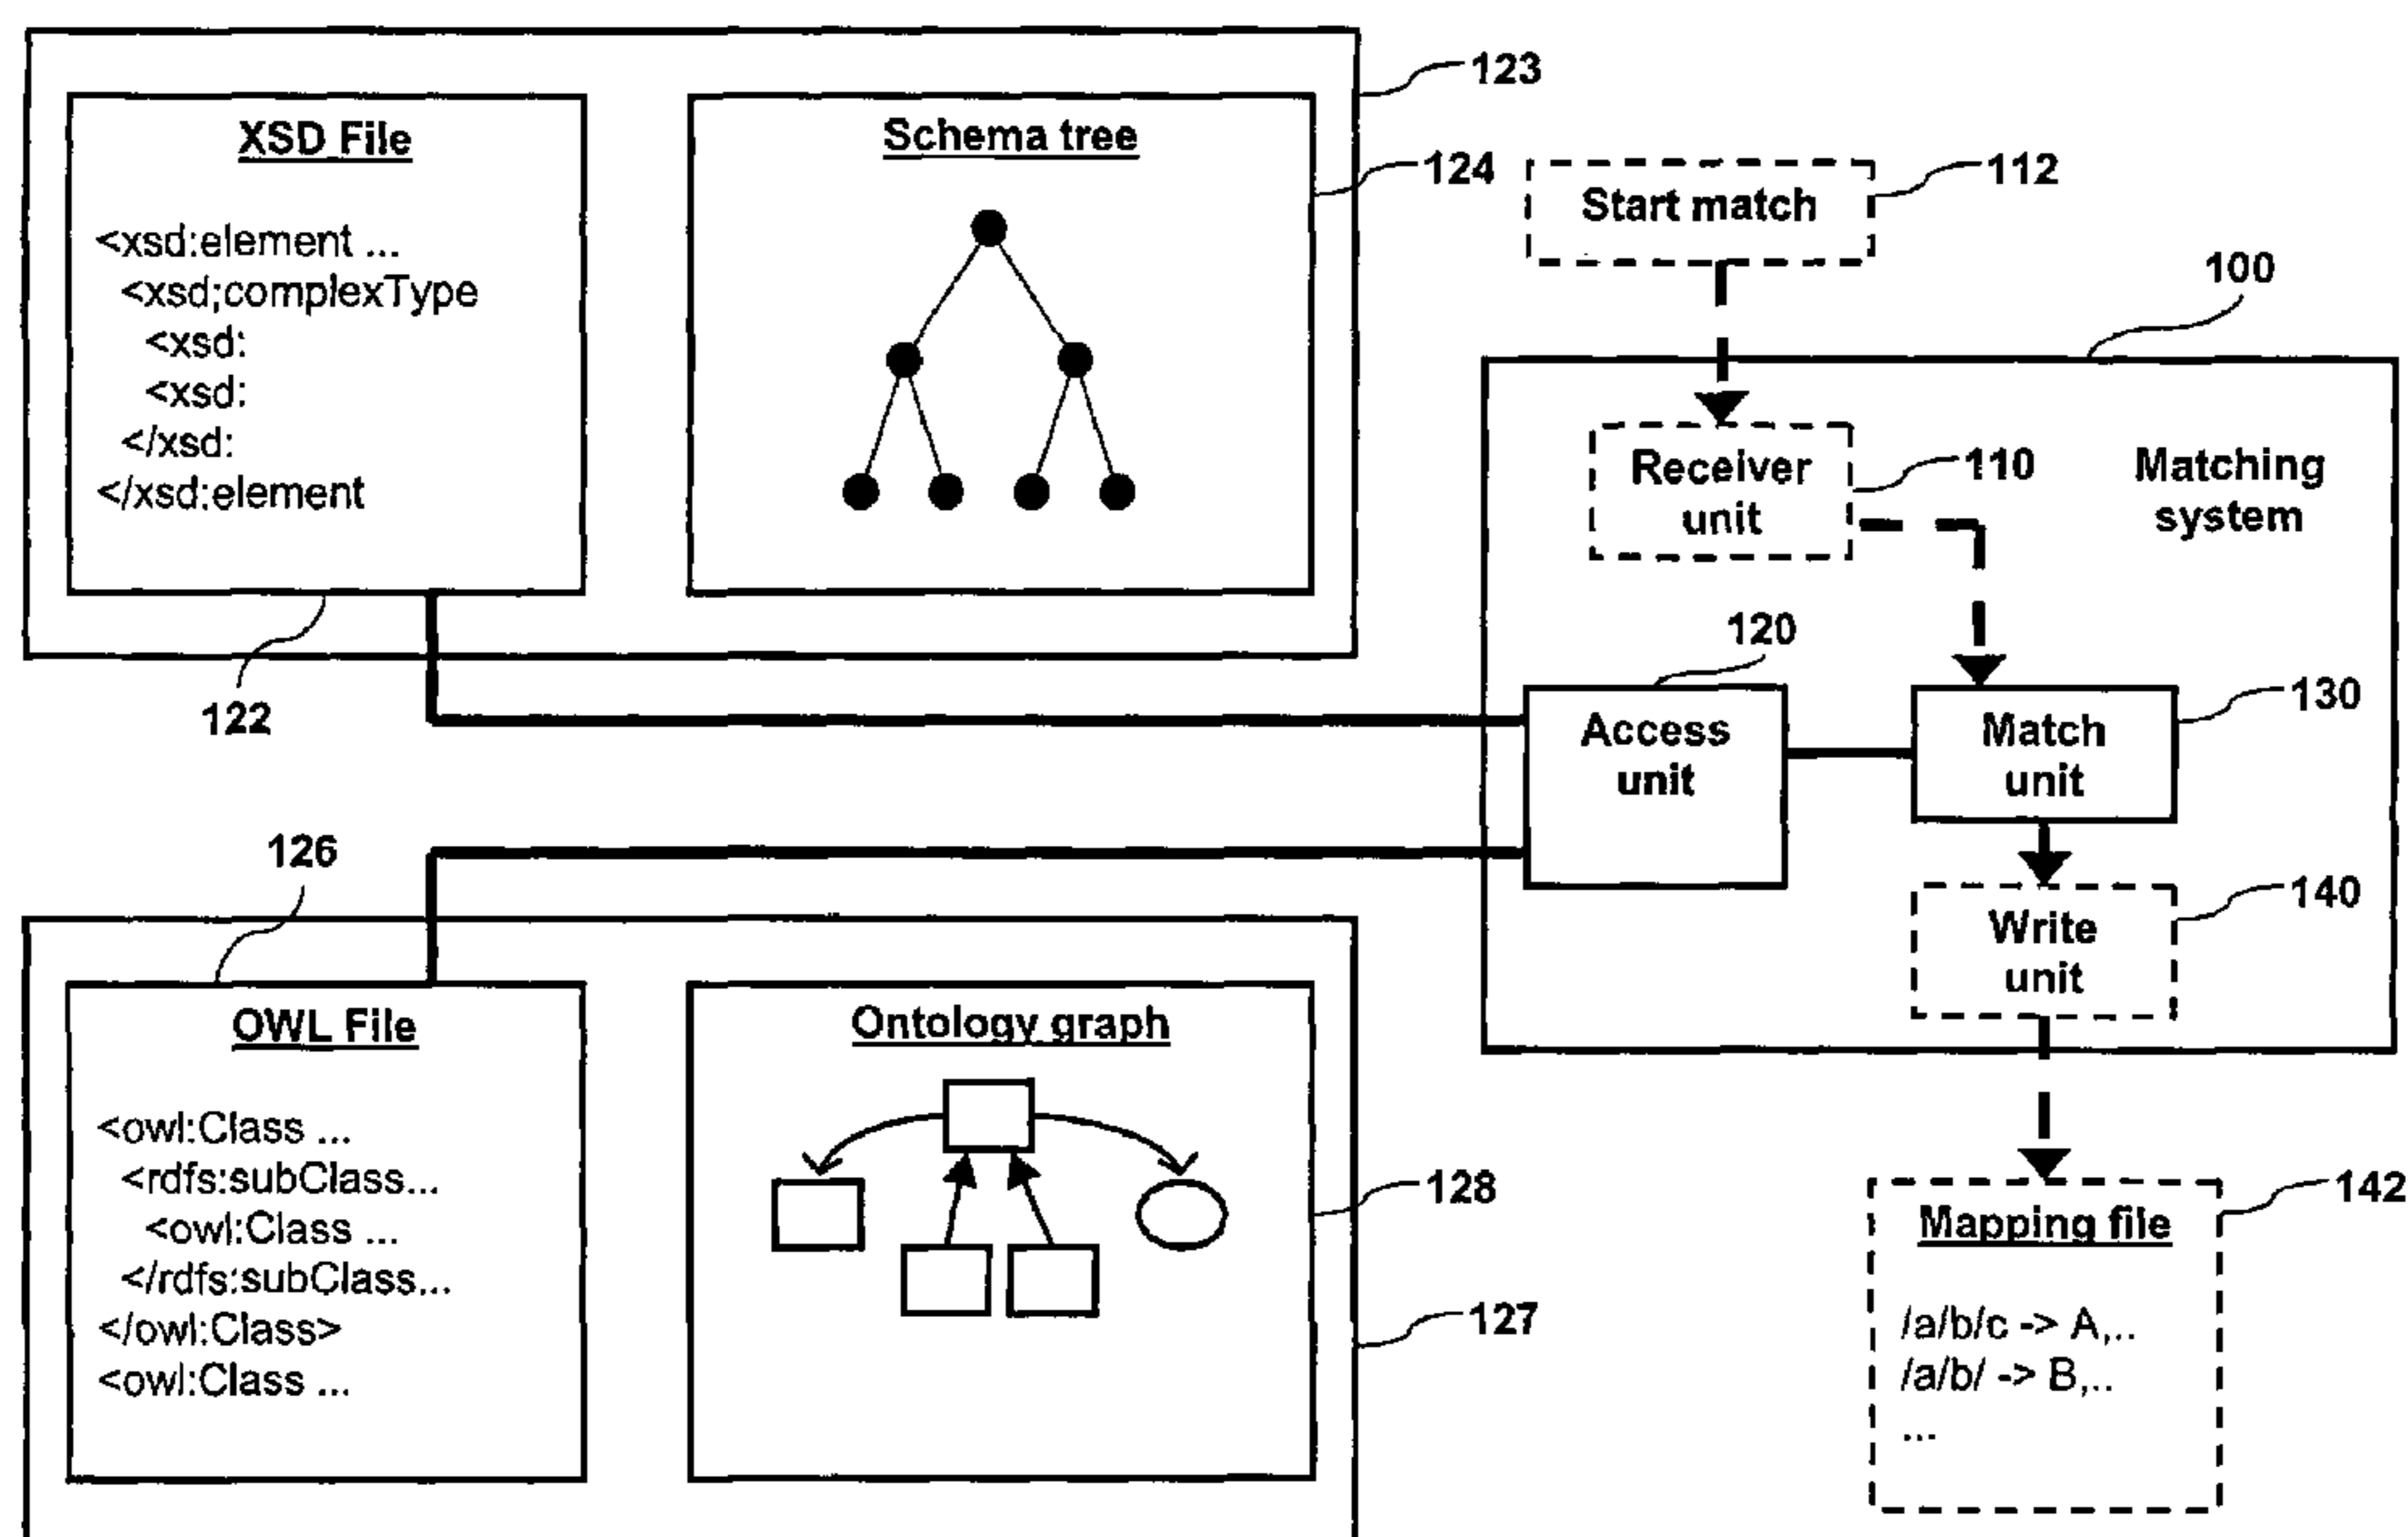 123
XSD File
<xsd:element ...
<xsd;complexType
<xsd:
<xsd:
</xsd:
</xsd:element
122
Schema tree
124
Start match
112
100
Receiver
unit
110
Matching
system
120
Access
unit
Match
unit
130
Write
unit
140
126
OWL File
<owl:Class ...
<rdfs:subClass...
<owl:Class ...
</rdfs:subClass...
</owl:Class>
<owl:Class ...
Ontology graph
128
127
142
Mapping file
/a/b/c -> A,..
/a/b/ -> B,..
...